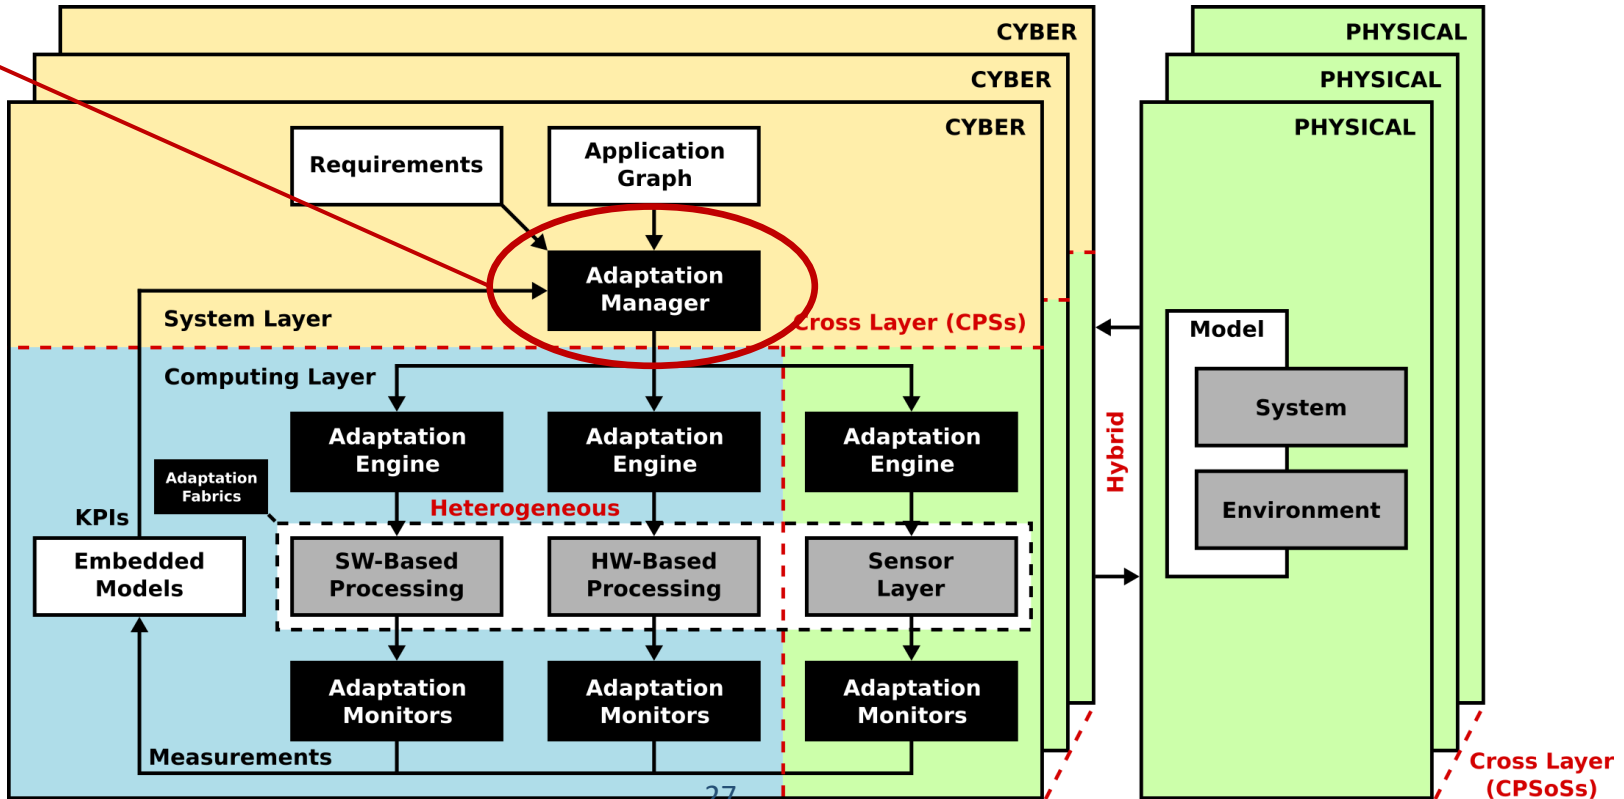 CYBER
CYBER
CYBER
PHYSICAL
PHYSICAL
PHYSICAL
Requirements
Application
Graph
Adaptation
Manager
System Layer
Cross Layer (CPSs)
Computing Layer
Adaptation
Engine
Adaptation
Engine
Adaptation
Engine
Adaptation
Fabrics
Heterogeneous
KPIs
Embedded
Models
SW-Based
Processing
HW-Based
Processing
Sensor
Layer
Adaptation
Monitors
Adaptation
Monitors
Adaptation
Monitors
Measurements
27
Hybrid
Model
System
Environment
Cross Layer
(CPSoSs)